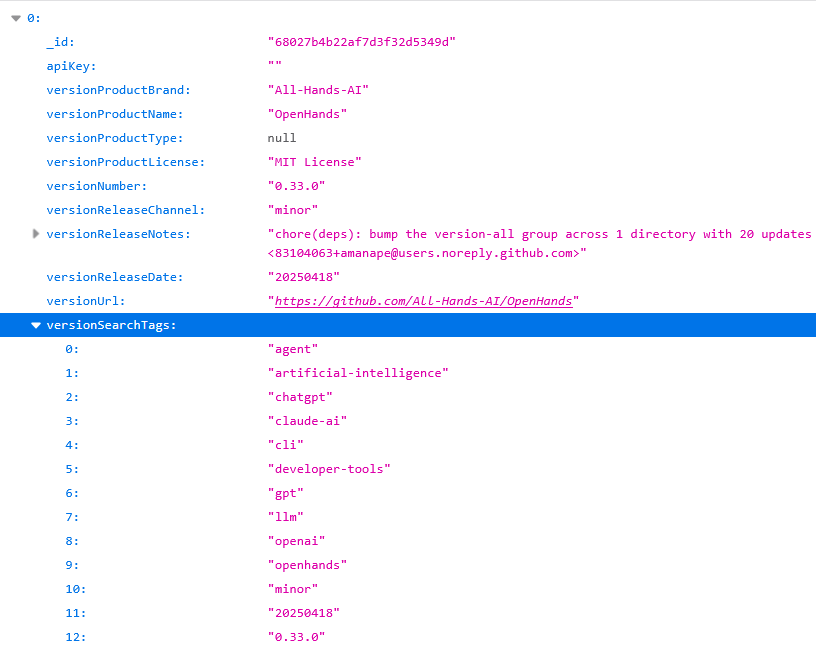 0:
_id: "68027b4b22af7d3f32d5349d"
apiKey: ""
versionProductBrand: "All-Hands-AI"
versionProductName: "OpenHands"
versionProductType: null
versionProductLicense: "MIT License"
versionNumber: "0.33.0"
versionReleaseChannel: "minor"
versionReleaseNotes: "chore(deps): bump the version-all group across 1 directory with 20 updates
<83104063+amanape@users.noreply.github.com>"
versionReleaseDate: "20250418"
versionUrl: "https://github.com/All-Hands-AI/OpenHands"
versionSearchTags:
0: "agent"
1: "artificial-intelligence"
2: "chatgpt"
3: "claude-ai"
4: "cli"
5: "developer-tools"
6: "gpt"
7: "llm"
8: "openai"
9: "openhands"
10: "minor"
11: "20250418"
12: "0.33.0"